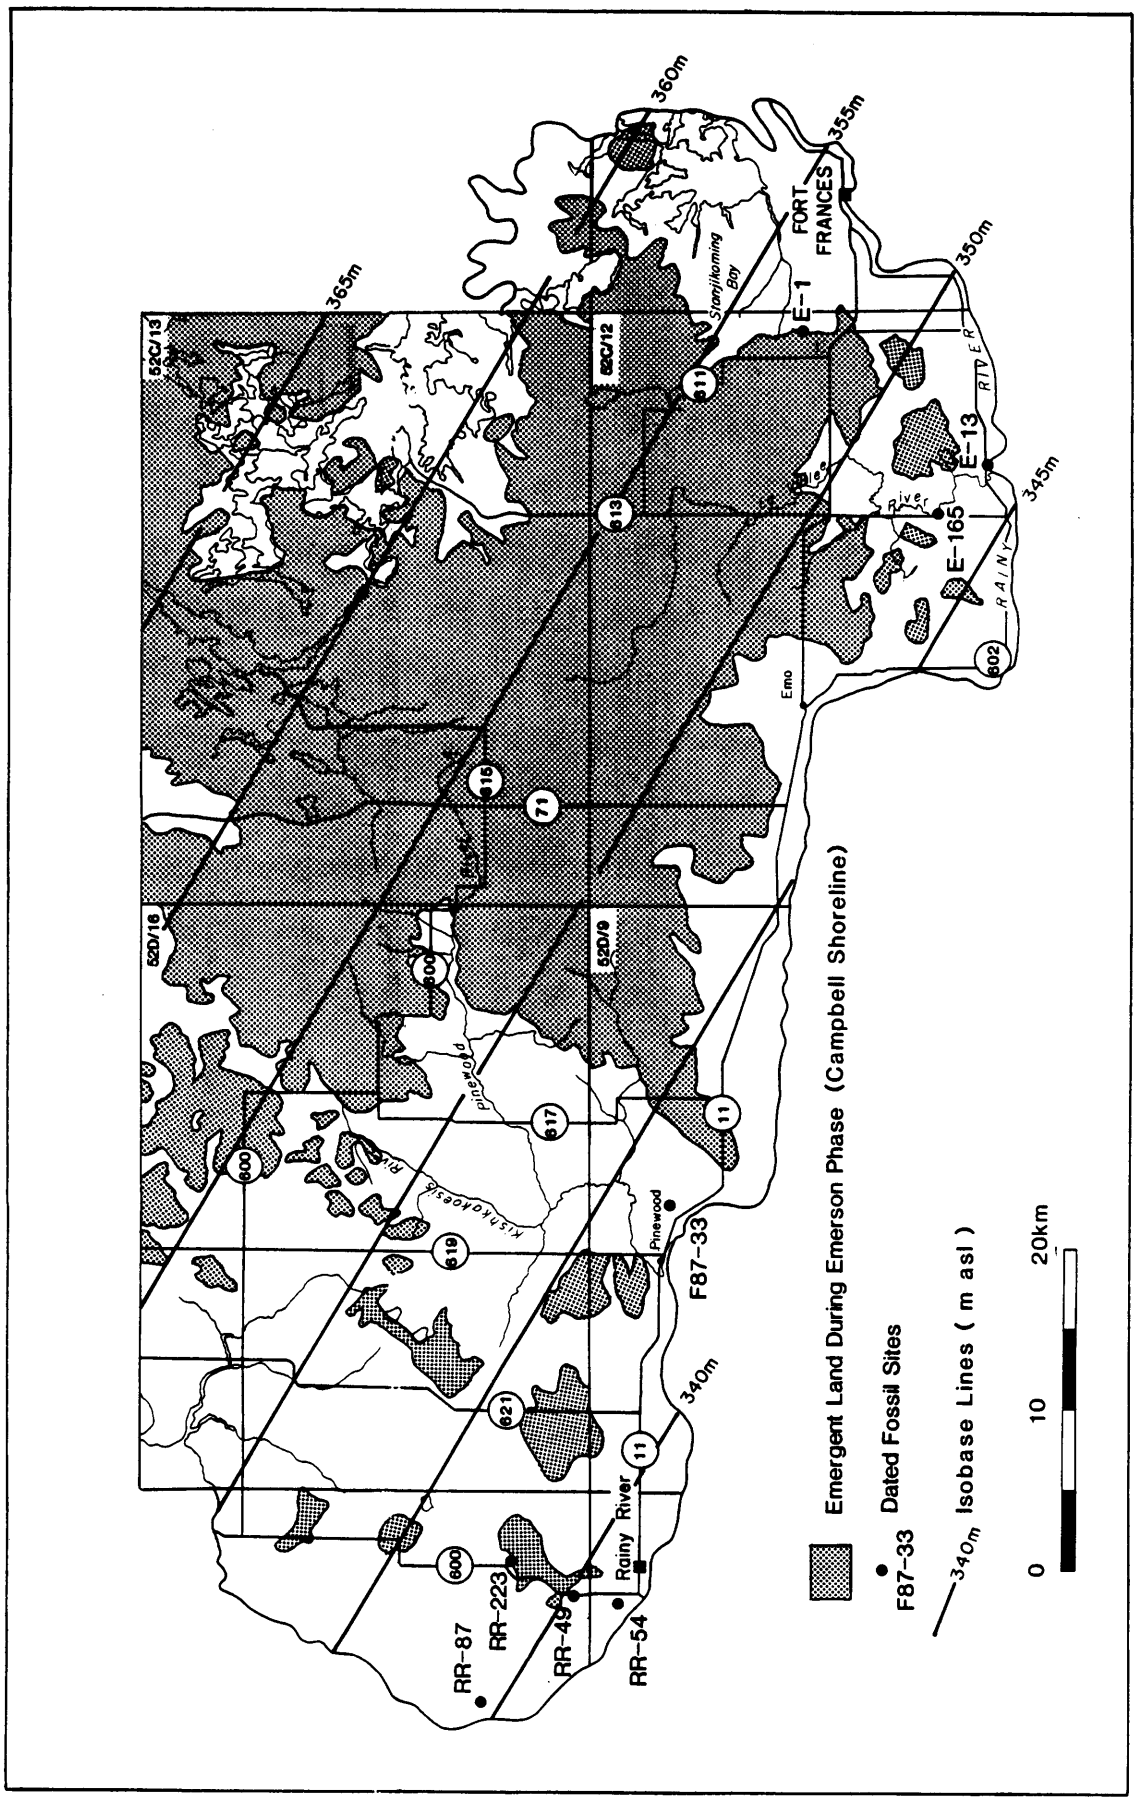 360m
355m
350m
345m
365m
340m
52C/13
52C/12
52D/16
52D/9
FORT
FRANCES
Stanjikoming
Bay
E-1
E-13
E-165
RAINY
RIVER
River
Emo
611
613
602
615
71
600
River
Pinewood
617
11
600
Kishkakoesis
River
619
Pinewood
F87-33
621
11
Rainy River
600
RR-223
RR-87
RR-49
RR-54
Emergent Land During Emerson Phase (Campbell Shoreline)
F87-33 Dated Fossil Sites
340m Isobase Lines ( m asl )
0 10 20km